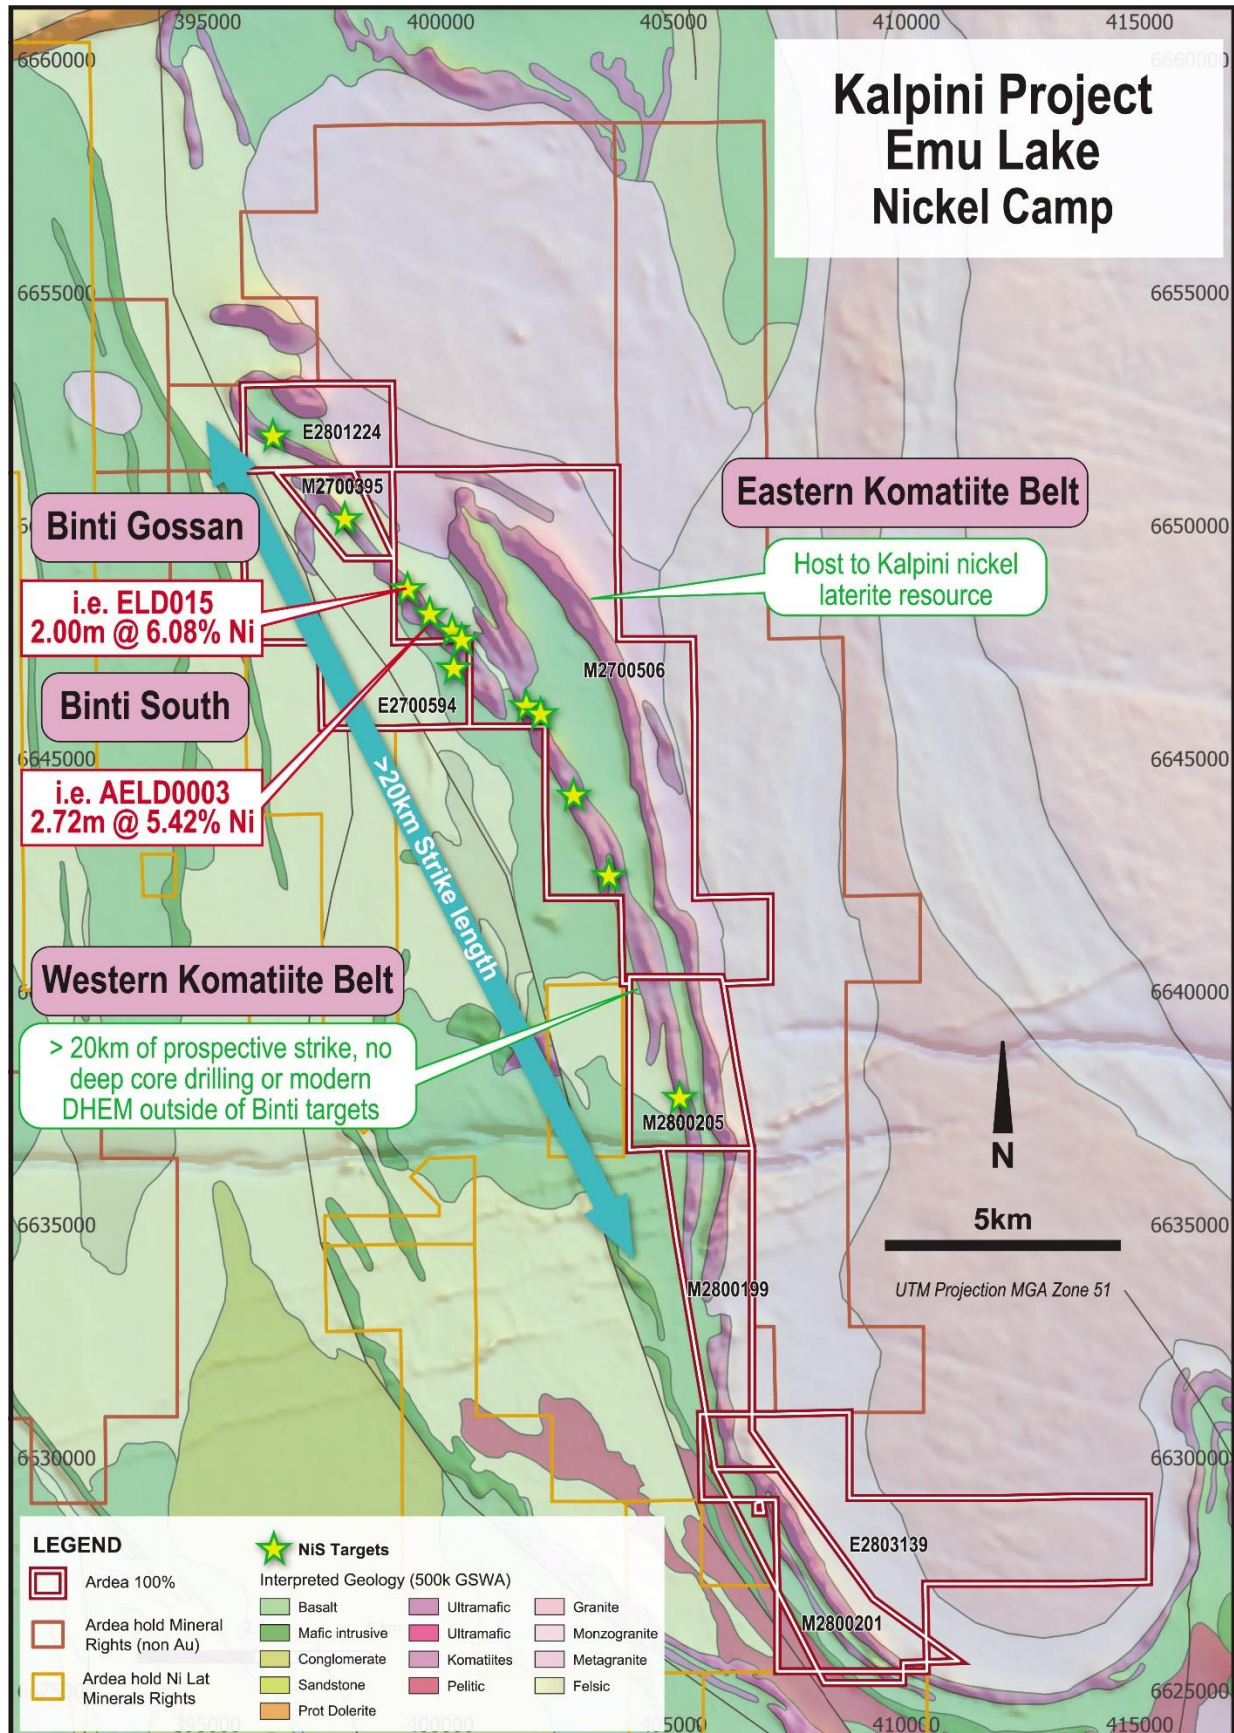 395000 400000 405000 410000 415000
6660000 6660000
Kalpini Project
Emu Lake
Nickel Camp
6655000 6655000
E2801224
M2700395
Eastern Komatiite Belt
Binti Gossan
6650000
Host to Kalpini nickel
laterite resource
i.e. ELD015
2.00m @ 6.08% Ni
M2700506
Binti South
E2700594
6645000 6645000
i.e. AELD0003
2.72m @ 5.42% Ni
>20km Strike length
Western Komatiite Belt
6640000
> 20km of prospective strike, no
deep core drilling or modern
DHEM outside of Binti targets
M2800205
N
6635000 6635000
5km
M2800199
UTM Projection MGA Zone 51
6630000 6630000
E2803139
M2800201
LEGEND
Ardea 100%
Ardea hold Mineral
Rights (non Au)
Ardea hold Ni Lat
Minerals Rights
NiS Targets
Interpreted Geology (500k GSWA)
Basalt
Mafic intrusive
Conglomerate
Sandstone
Prot Dolerite
Ultramafic
Ultramafic
Komatiites
Pelitic
Granite
Monzogranite
Metagranite
Felsic
6625000
395000 400000 405000 410000 415000